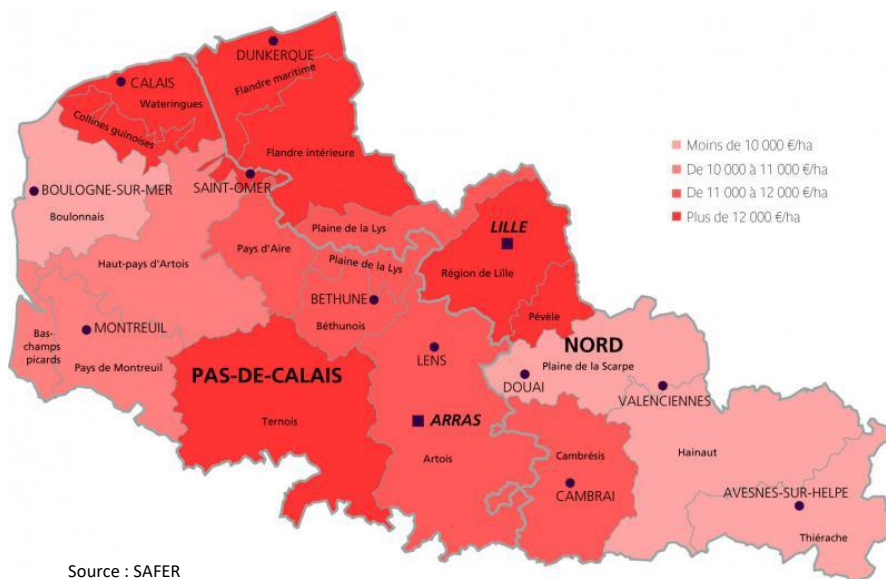 DUNKERQUE
Flandre maritime
CALAIS
Wateringues
Collines guinoises
Flandre intérieure
Moins de 10 000 €/ha
De 10 000 à 11 000 €/ha
De 11 000 à 12 000 €/ha
Plus de 12 000 €/ha
BOULOGNE-SUR-MER
SAINT-OMER
Boulonnais
Plaine de la Lys
LILLE
Pays d'Aire
Haut-pays d'Artois
Plaine de la Lys
Région de Lille
BETHUNE
Béthunois
Pévèle
MONTREUIL
Bas-
champs
picards
Pays de Montreuil
LENS
NORD
Plaine de la Scarpe
PAS-DE-CALAIS
DOUAI
VALENCIENNES
Ternois
ARRAS
Artois
Cambrésis
Hainaut
CAMBRAI
AVESNES-SUR-HELPE
Thiérache
Source : SAFER